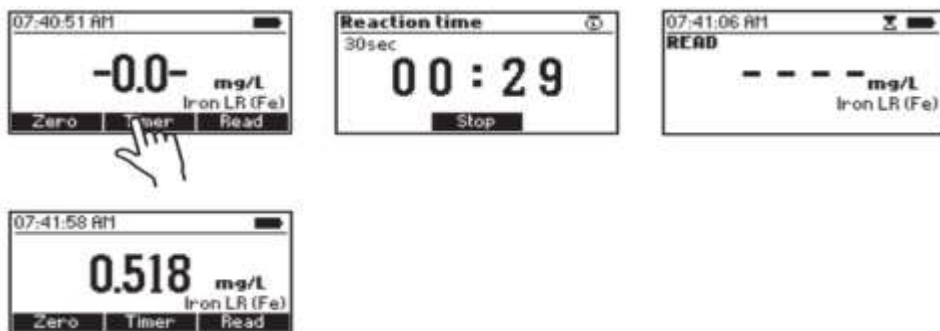 07:40:51 AM
-0.0- mg/L
Iron LR (Fe)
Zero Timer Read
Reaction time
30sec
00:29
Stop
07:41:06 AM
READ
---- mg/L
Iron LR (Fe)
07:41:58 AM
0.518 mg/L
Iron LR (Fe)
Zero Timer Read